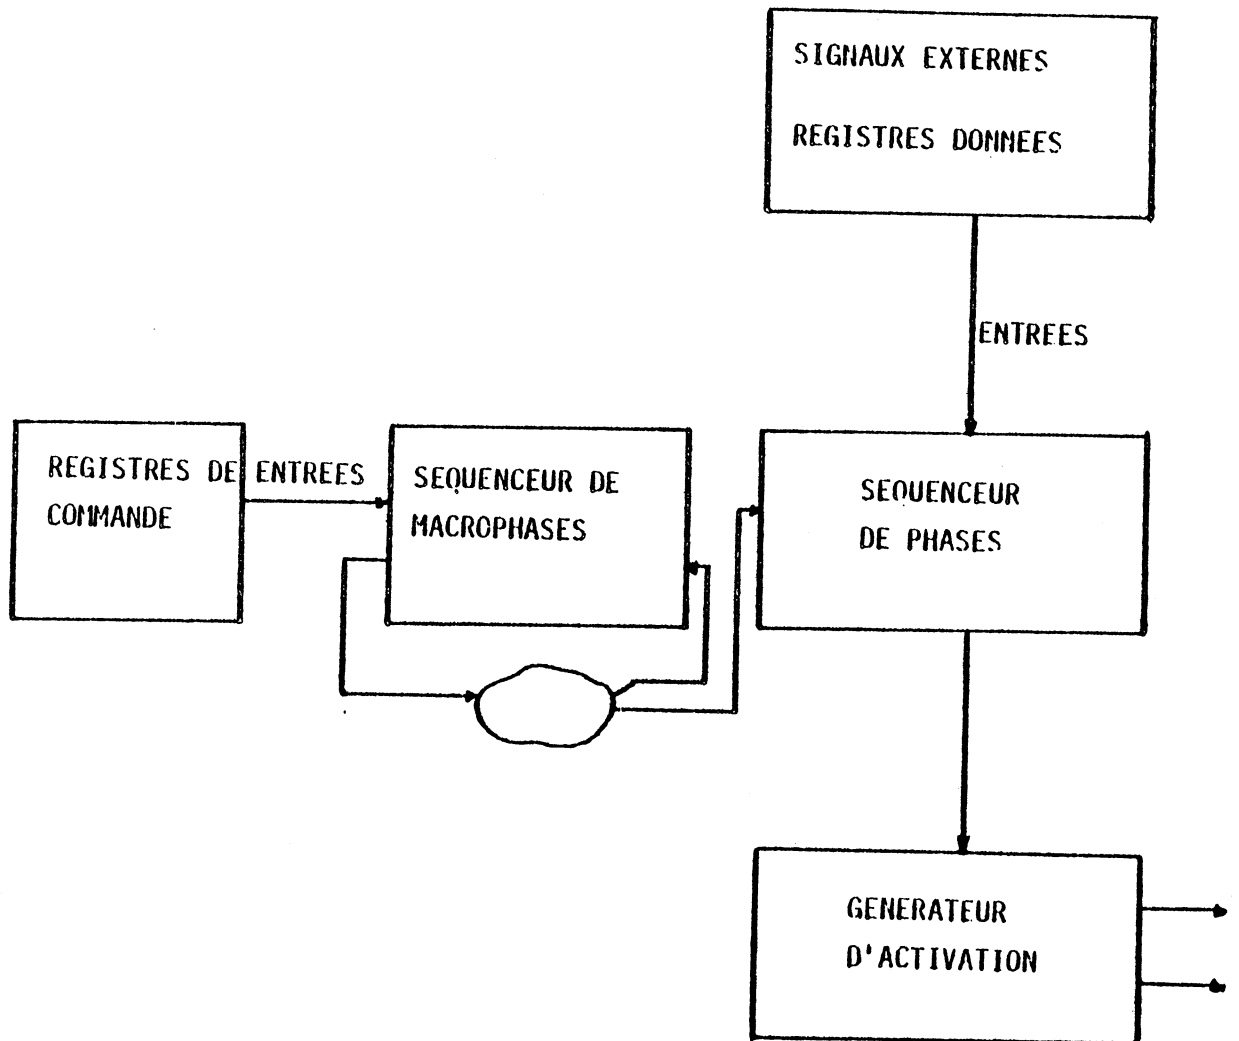 SIGNAUX EXTERNES
REGISTRES DONNEES
ENTREES
REGISTRES DE
COMMANDE
ENTREES
SEQUENCEUR DE
MACROPHASES
SEQUENCEUR
DE PHASES
GENERATEUR
D'ACTIVATION